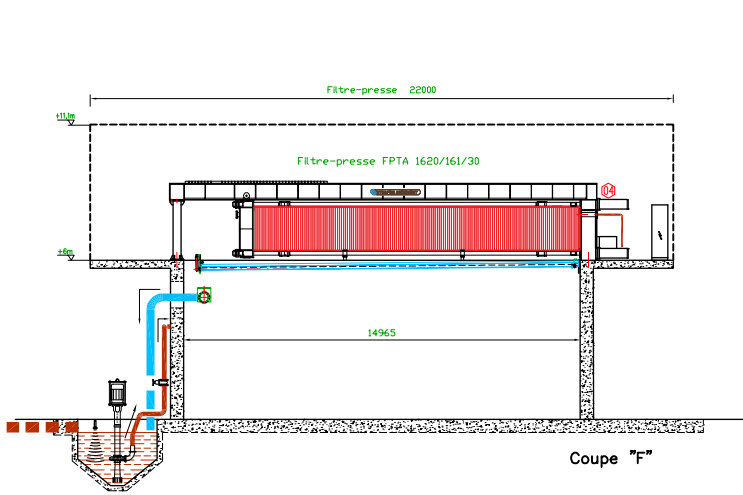 Filtre-presse 22000
+11,1m
Filtre-presse FPTA 1620/161/30
04
+6m
14965
Coupe "F"